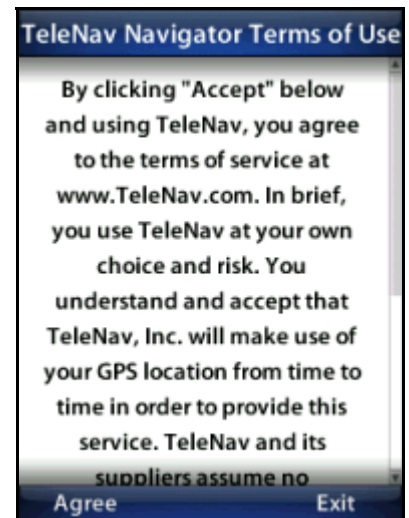 TeleNav Navigator Terms of Use
By clicking "Accept" below
and using TeleNav, you agree
to the terms of service at
www.TeleNav.com. In brief,
you use TeleNav at your own
choice and risk. You
understand and accept that
TeleNav, Inc. will make use of
your GPS location from time to
time in order to provide this
service. TeleNav and its
suppliers assume no
Agree Exit